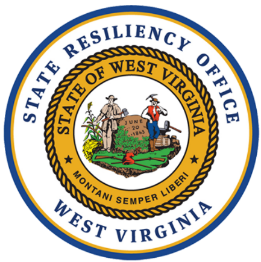 STATE RESILIENCY OFFICE
STATE OF WEST VIRGINIA
JUNE
20
1863
MONTANI SEMPER LIBERI
WEST VIRGINIA